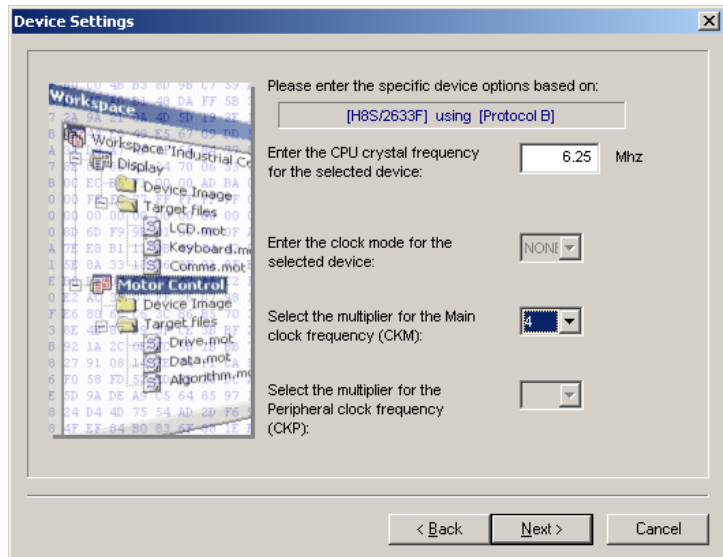 Device Settings
Workspace
Workspace 'Industrial Ce
Display
Device Image
Target files
LCD.mot
Keyboard.m
Comms.mot
Motor Control
Device Image
Target files
Drive.mot
Data.mot
Algorithm.mo
Please enter the specific device options based on:
[H8S/2633F] using [Protocol B]
Enter the CPU crystal frequency
for the selected device:
6.25 Mhz
Enter the clock mode for the
selected device:
NONE
Select the multiplier for the Main
clock frequency (CKM):
4
Select the multiplier for the
Peripheral clock frequency
(CKP):
< Back
Next >
Cancel